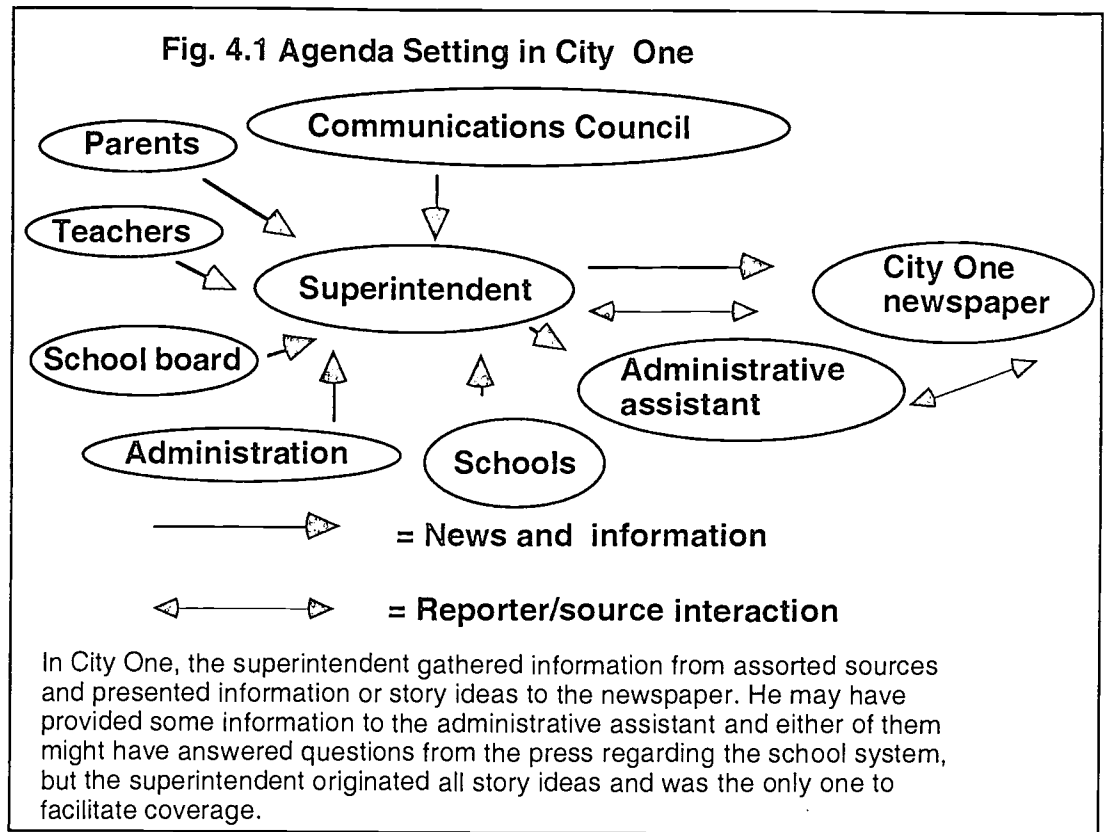 Fig. 4.1 Agenda Setting in City One
Communications Council
Parents
Teachers
Superintendent
City One
newspaper
School board
Administrative
assistant
Administration
Schools
= News and information
= Reporter/source interaction
In City One, the superintendent gathered information from assorted sources
and presented information or story ideas to the newspaper. He may have
provided some information to the administrative assistant and either of them
might have answered questions from the press regarding the school system,
but the superintendent originated all story ideas and was the only one to
facilitate coverage.